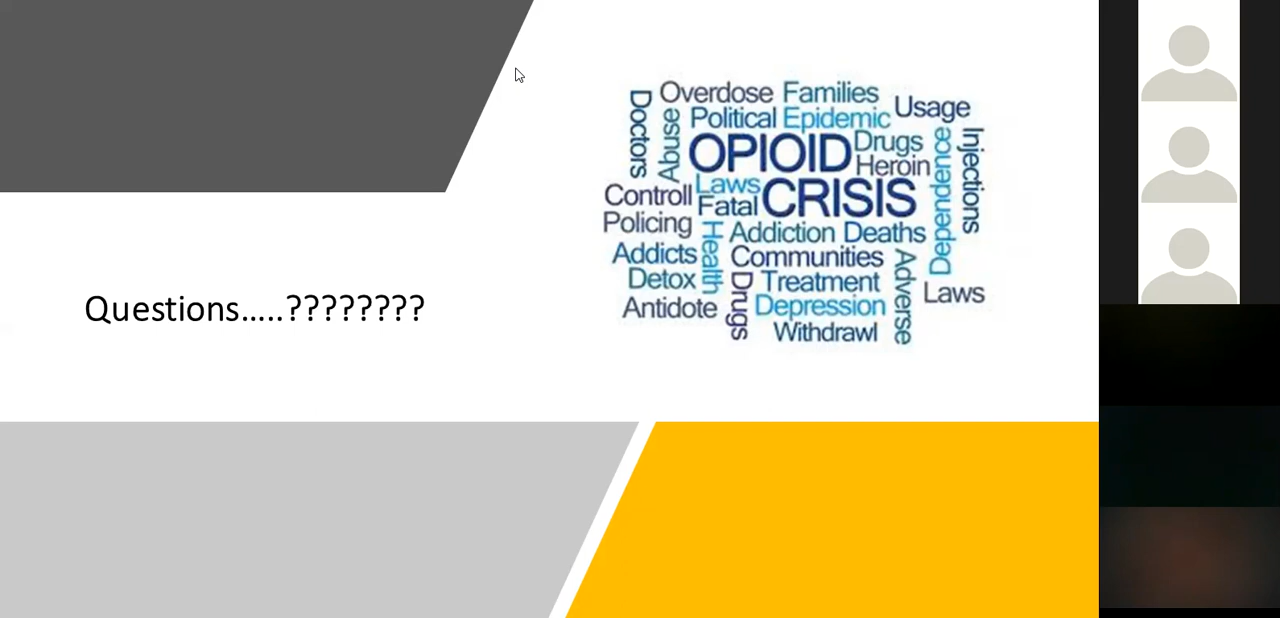 Questions.....????????
Doctors
Overdose Families
Usage
Abuse
Political Epidemic
OPIOID
Drugs
Heroin
Dependence
Injections
Controll
Laws
Fatal
CRISIS
Policing
Health
Addiction Deaths
Addicts
Communities
Adverse
Detox
Drugs
Treatment
Laws
Antidote
Depression
Withdrawl